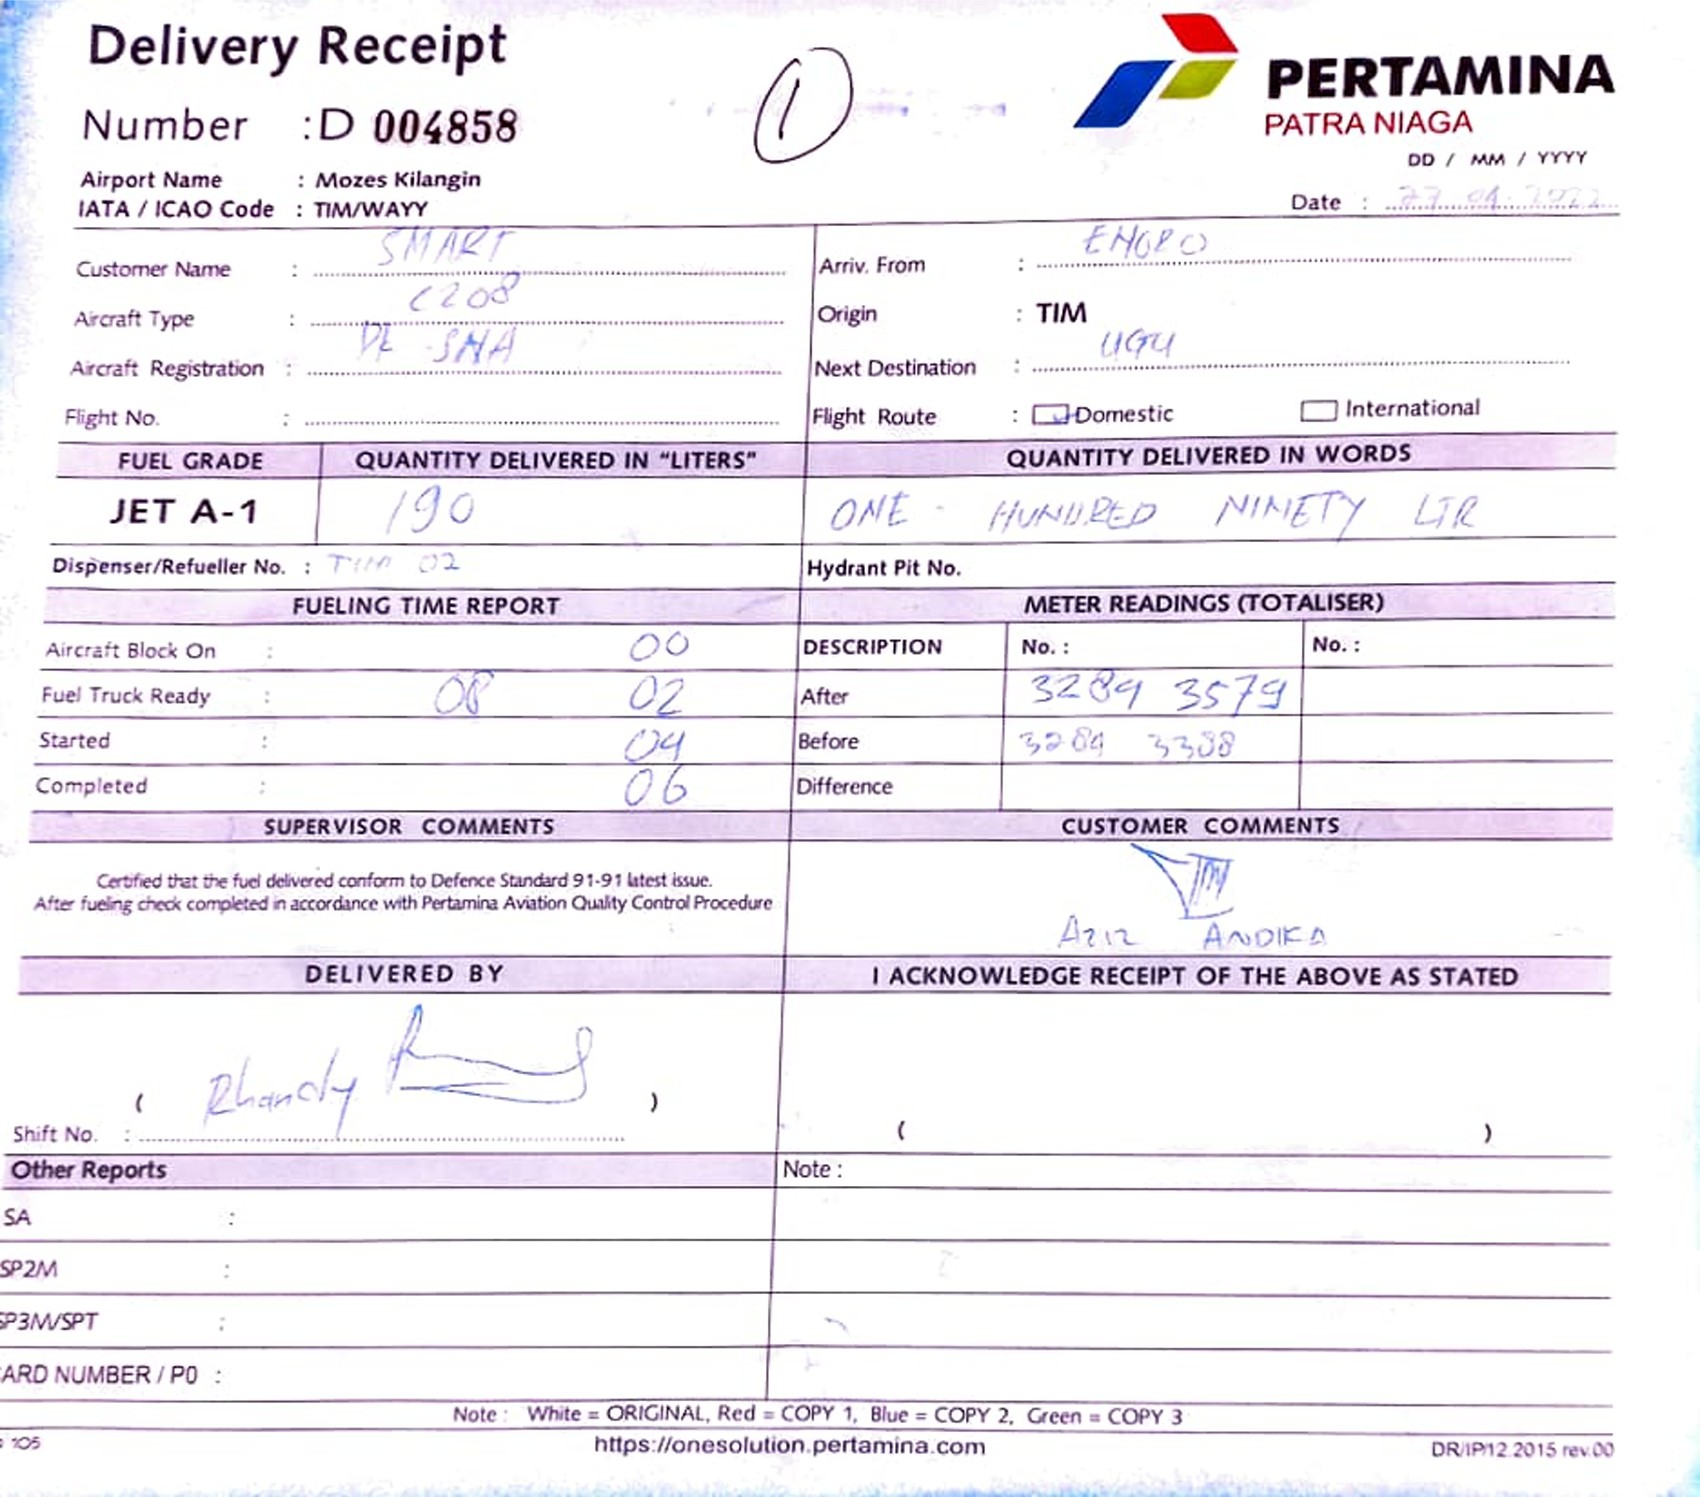 Delivery Receipt
Number : D 004858
1
PERTAMINA
PATRA NIAGA
DD / MM / YYYY
Airport Name : Mozes Kilangin
IATA / ICAO Code : TIM/WAYY
Date : 27.04.2022
Customer Name : SMART
Arriv. From :
Aircraft Type : C208
Origin : TIM
Aircraft Registration : PK-SNA
Next Destination : UGU
Flight No. :
Flight Route : Domestic International
FUEL GRADE QUANTITY DELIVERED IN "LITERS" QUANTITY DELIVERED IN WORDS
JET A-1 190 ONE - HUNDRED NINETY LTR
Dispenser/Refueller No. : TIM 02 Hydrant Pit No.
FUELING TIME REPORT METER READINGS (TOTALISER)
Aircraft Block On : 00 DESCRIPTION No. : No. :
Fuel Truck Ready : 08 02 After 3289 3579
Started : 04 Before
Completed : 06 Difference
SUPERVISOR COMMENTS CUSTOMER COMMENTS
Certified that the fuel delivered conform to Defence Standard 91-91 latest issue.
After fueling check completed in accordance with Pertamina Aviation Quality Control Procedure
AZIZ ANDIKA
DELIVERED BY I ACKNOWLEDGE RECEIPT OF THE ABOVE AS STATED
( Rhandy )
Shift No. : ( )
Other Reports Note :
SA :
SP2M :
SP3M/SPT :
ARD NUMBER / P0 :
Note : White = ORIGINAL, Red = COPY 1, Blue = COPY 2, Green = COPY 3
105 https://onesolution.pertamina.com DR/IP/12.2015 rev.00